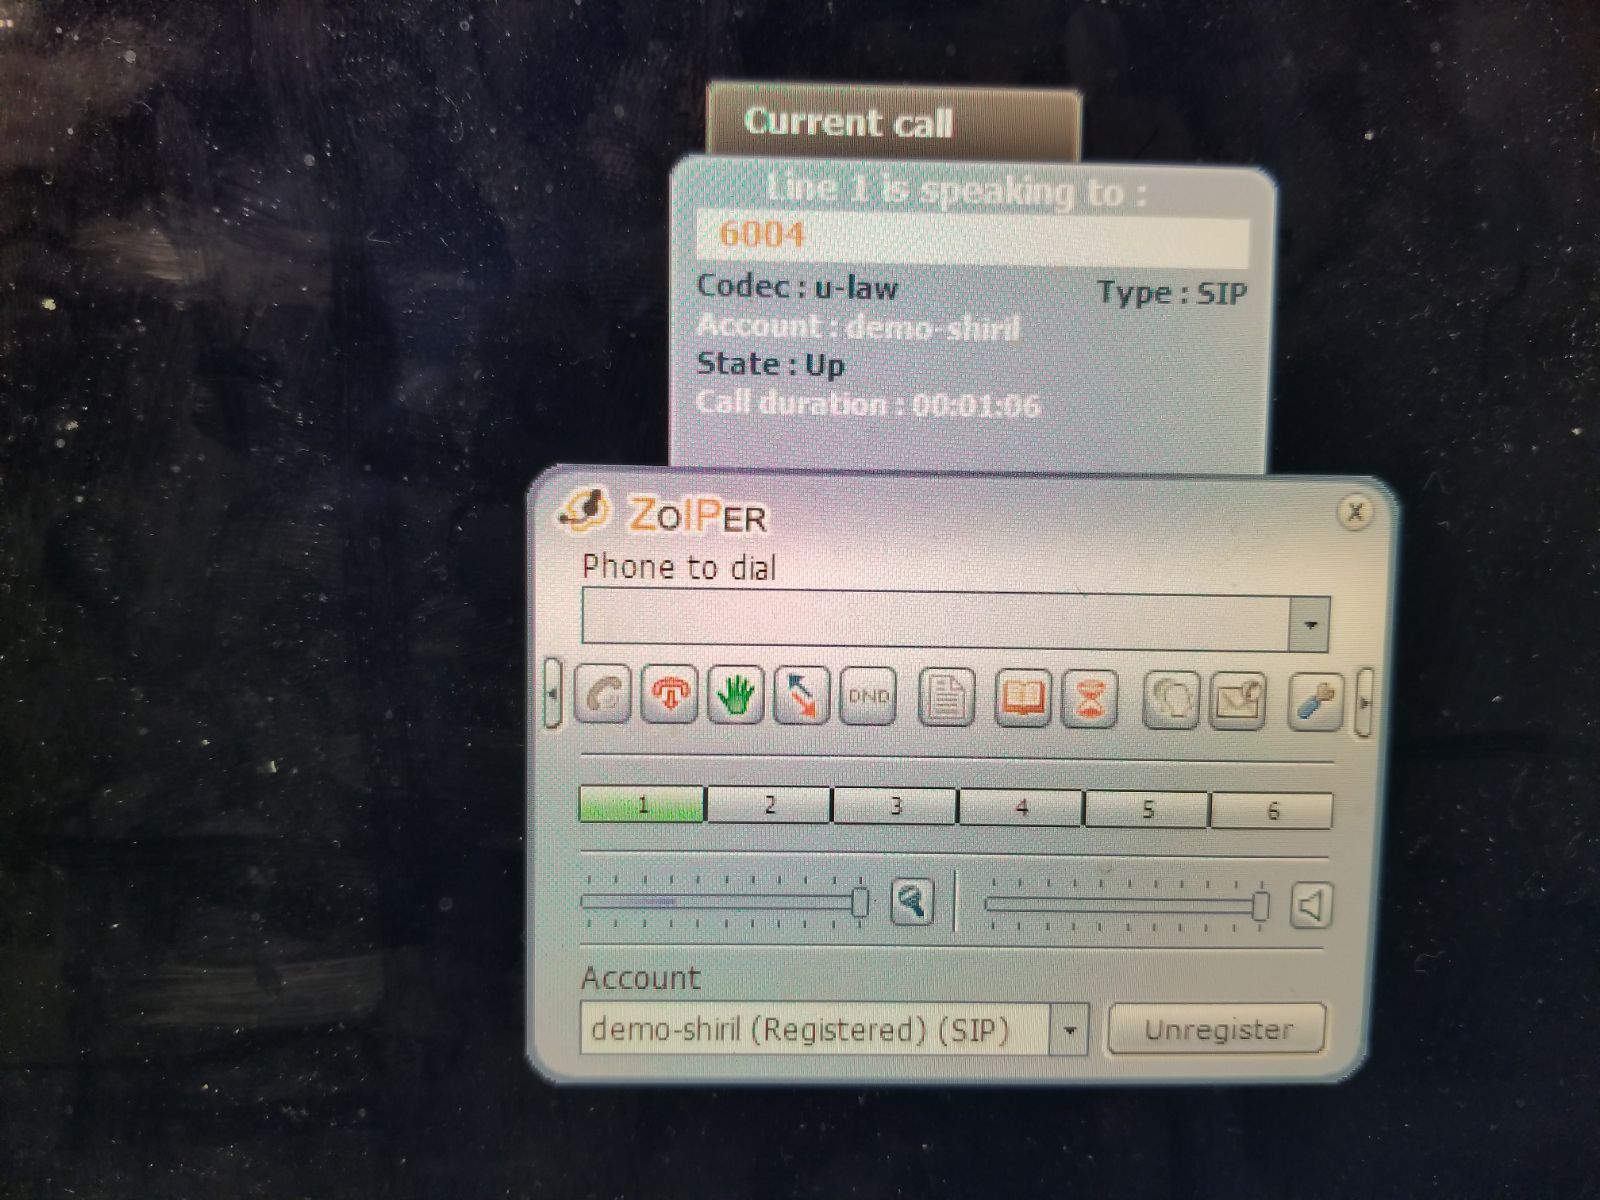 Current call
Line 1 is speaking to :
6004
Codec : u-law Type : SIP
Account : demo-shiril
State : Up
Call duration : 00:01:06
ZoIPer
X
Phone to dial
DND
1 2 3 4 5 6
Account
demo-shiril (Registered) (SIP) Unregister